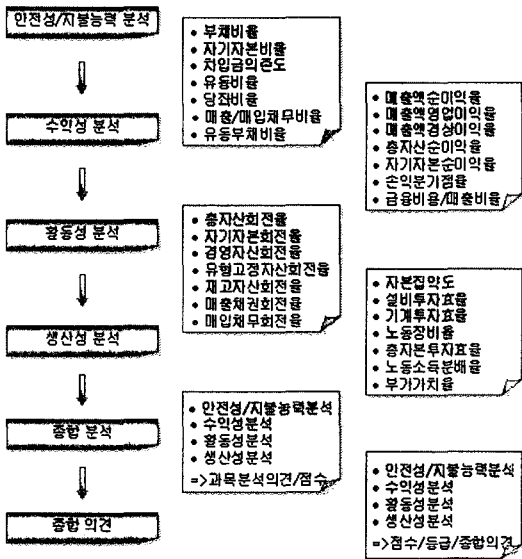 안전성/지불능력 분석
• 부채비율
• 자기자본비율
• 차입금의존도
• 유동비율
• 당좌비율
• 매출/매입채무비율
• 유동부채비율
수익성 분석
• 매출액순이익율
• 매출액영업이익율
• 매출액경상이익율
• 총자산순이익율
• 자기자본순이익율
• 손익분기점율
• 금융비용/매출비율
활동성 분석
• 총자산회전율
• 자기자본회전율
• 경영자산회전율
• 유형고정자산회전율
• 재고자산회전율
• 매출채권회전율
• 매입채무회전율
생산성 분석
• 자본집약도
• 설비투자효율
• 기계투자효율
• 노동장비율
• 총자본투자효율
• 노동소득분배율
• 부가가치율
종합 분석
• 안전성/지불능력분석
• 수익성분석
• 활동성분석
• 생산성분석
=>과목분석의견/점수
종합 의견
• 안전성/지불능력분석
• 수익성분석
• 활동성분석
• 생산성분석
=>점수/등급/종합의견